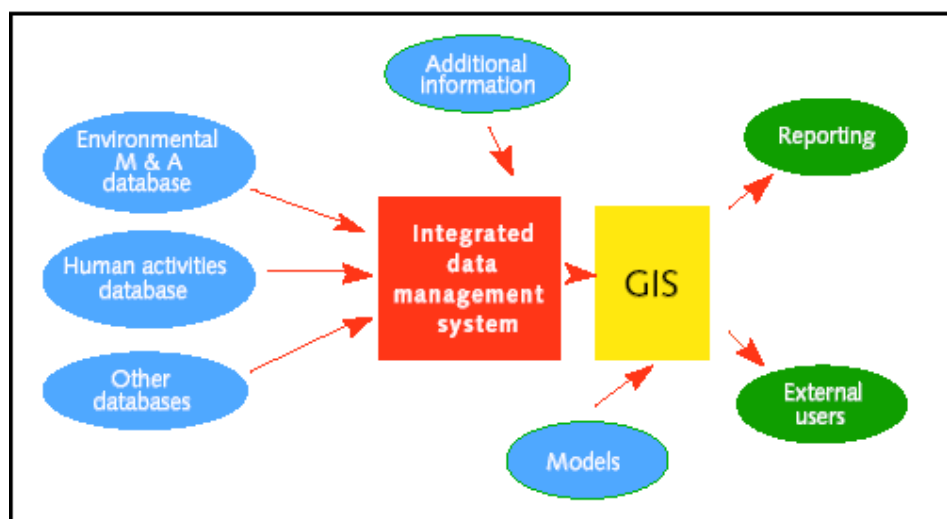 Additional
information
Environmental
M & A
database
Human activities
database
Other
databases
Integrated
data
management
system
GIS
Models
Reporting
External
users